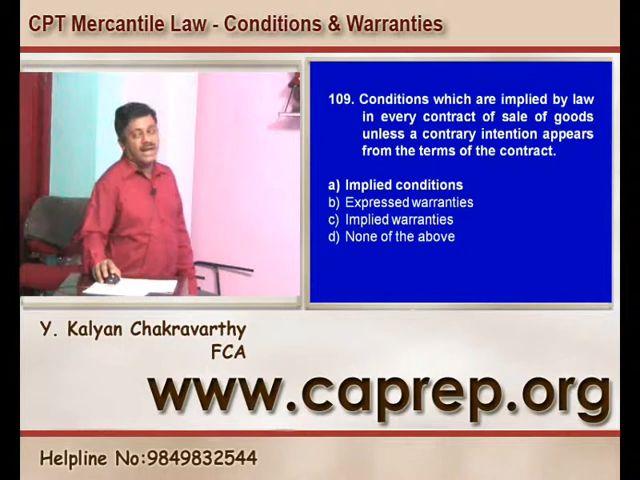 CPT Mercantile Law - Conditions & Warranties
109. Conditions which are implied by law
in every contract of sale of goods
unless a contrary intention appears
from the terms of the contract.
a) Implied conditions
b) Expressed warranties
c) Implied warranties
d) None of the above
Y. Kalyan Chakravarthy
FCA
www.caprep.org
Helpline No:9849832544